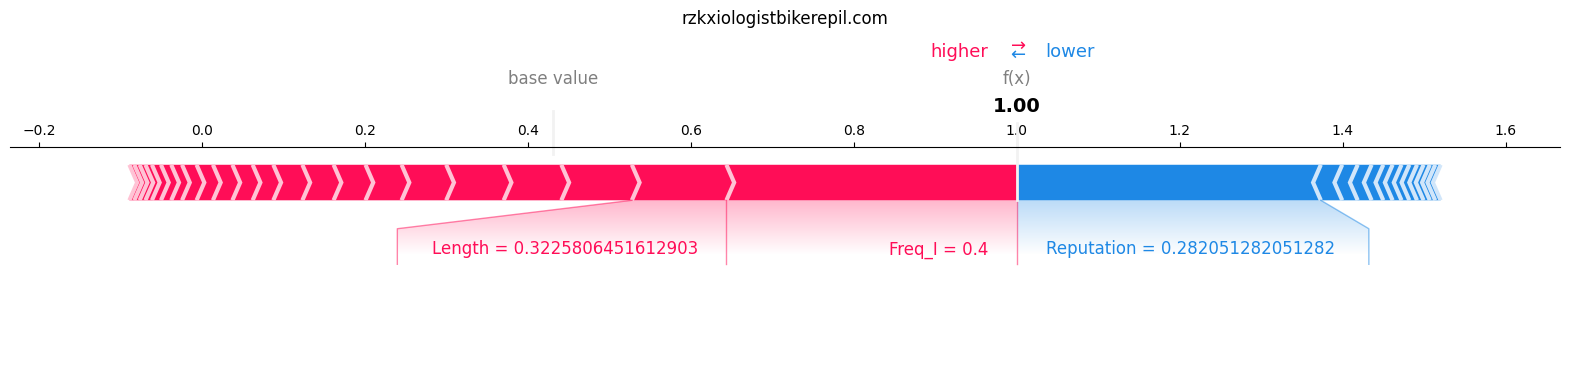 rzkxiologistbikerepil.com
higher → ← lower
base value f(x)
1.00
−0.2 0.0 0.2 0.4 0.6 0.8 1.0 1.2 1.4 1.6
Length = 0.3225806451612903 Freq_I = 0.4 Reputation = 0.282051282051282